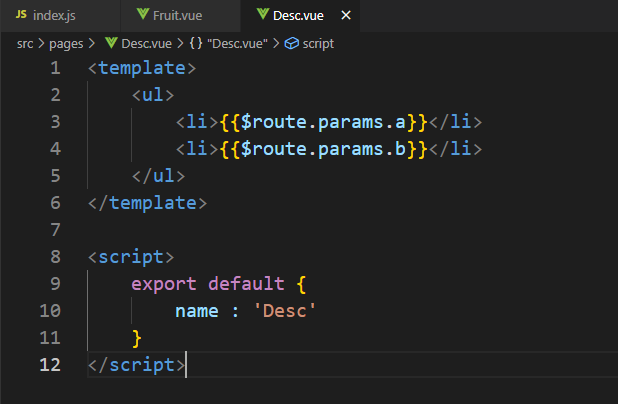 JS index.js Fruit.vue Desc.vue ×
src > pages > Desc.vue > {} "Desc.vue" > script
1 <template>
2 <ul>
3 <li>{{$route.params.a}}</li>
4 <li>{{$route.params.b}}</li>
5 </ul>
6 </template>
7
8 <script>
9 export default {
10 name : 'Desc'
11 }
12 </script>